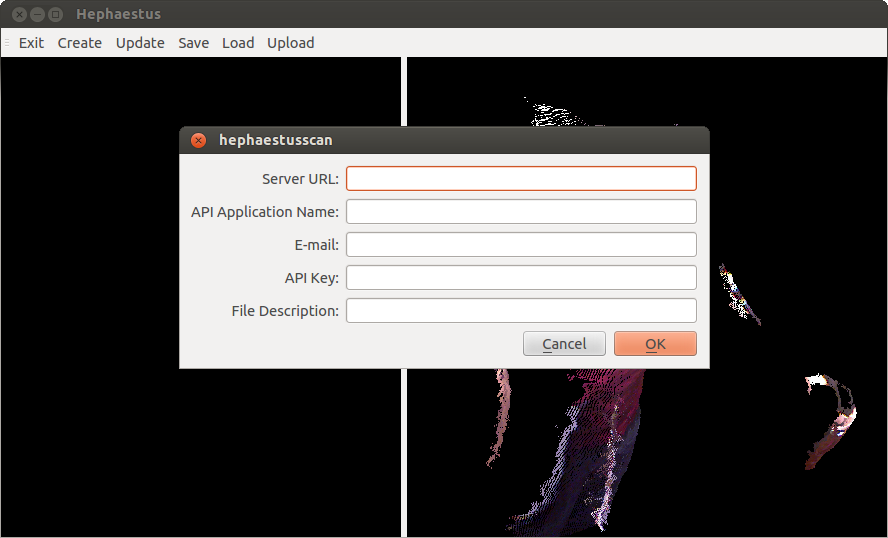 Hephaestus
Exit Create Update Save Load Upload
hephaestusscan
Server URL:
API Application Name:
E-mail:
API Key:
File Description:
Cancel OK